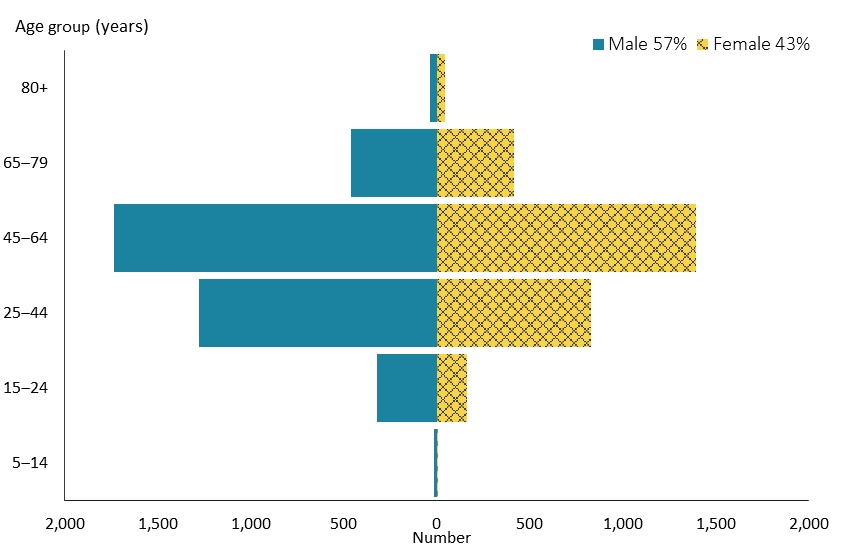 Age group (years)
Male 57% Female 43%
80+
65–79
45–64
25–44
15–24
5–14
2,000 1,500 1,000 500 0 500 1,000 1,500 2,000
Number